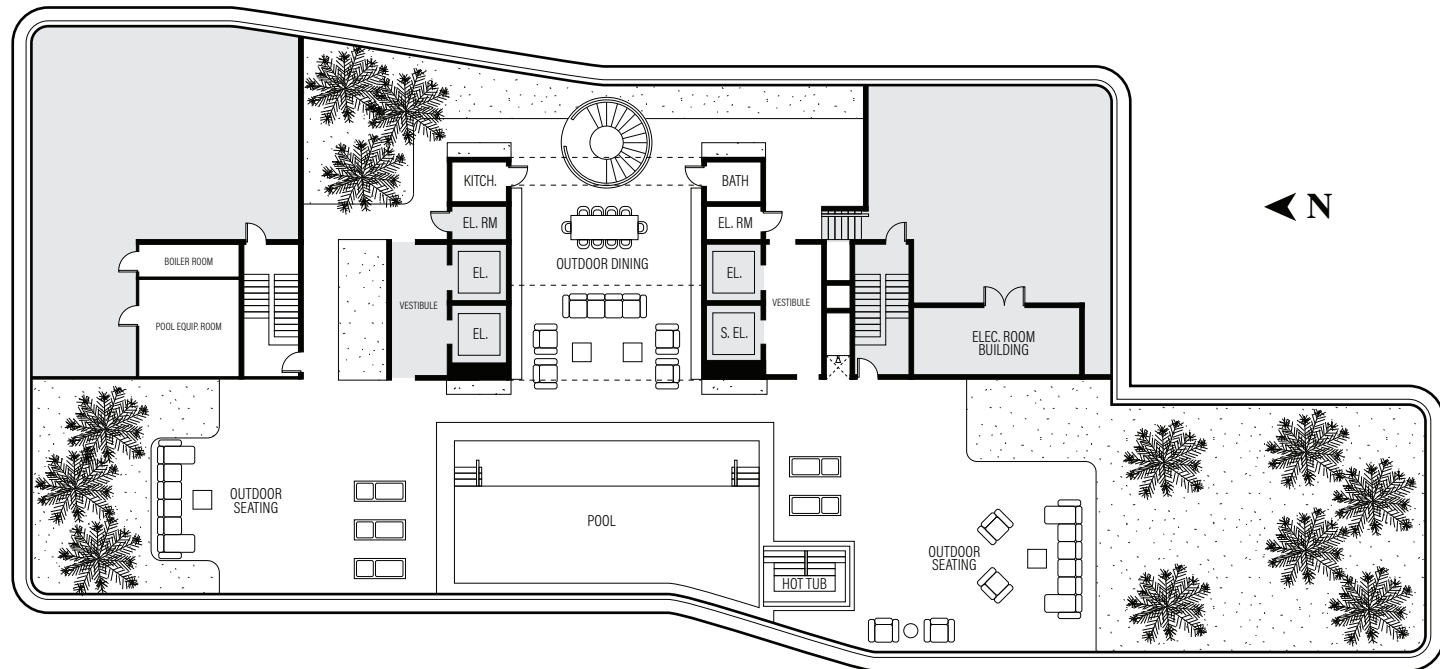 KITCH.
BATH
N
EL. RM
EL. RM
BOILER ROOM
OUTDOOR DINING
EL.
EL.
VESTIBULE
VESTIBULE
POOL EQUIP. ROOM
EL.
S. EL.
ELEC. ROOM
BUILDING
OUTDOOR
SEATING
POOL
OUTDOOR
SEATING
HOT TUB